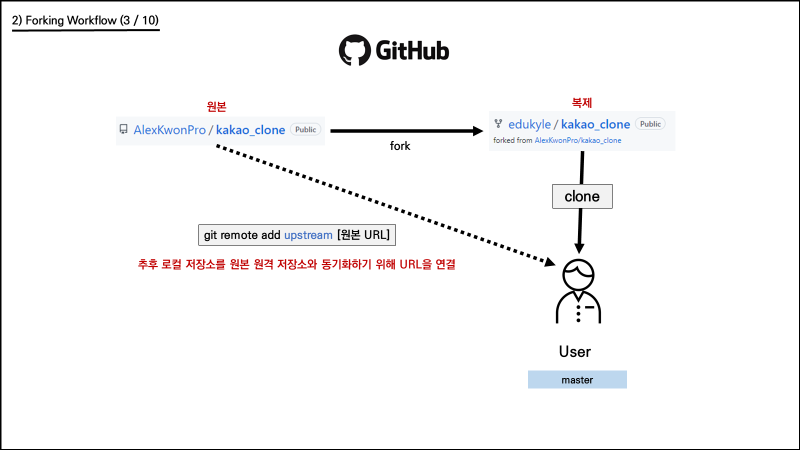 2) Forking Workflow (3 / 10)
GitHub
원본
복제
AlexKwonPro / kakao_clone Public
edukyle / kakao_clone Public
forked from AlexKwonPro/kakao_clone
fork
clone
git remote add upstream [원본 URL]
추후 로컬 저장소를 원본 원격 저장소와 동기화하기 위해 URL을 연결
User
master